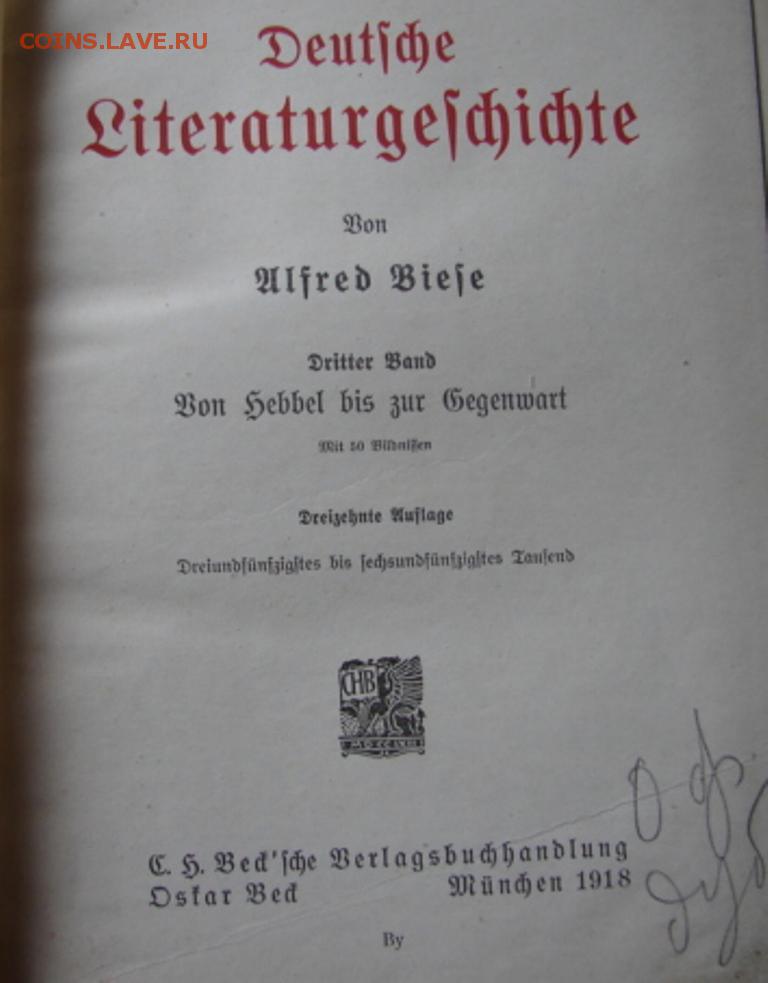 COINS.LAVE.RU
Deutſche
Literaturgeſchichte
Von
Alfred Bieſe
Dritter Band
Von Hebbel bis zur Gegenwart
Mit 50 Bildniſſen
Dreizehnte Auflage
Dreiundfünfzigſtes bis ſechsundfünfzigſtes Tauſend
CHB
C. H. Beck'ſche Verlagsbuchhandlung
Oskar Beck München 1918
By